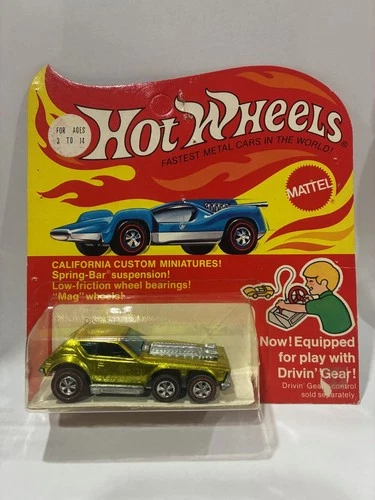 FOR AGES
3 TO 14
Hot Wheels®
FASTEST METAL CARS IN THE WORLD!
MATTEL
CALIFORNIA CUSTOM MINIATURES!
Spring-Bar® suspension!
Low-friction wheel bearings!
"Mag" wheels!
Now! Equipped
for play with
Drivin' Gear!
Drivin' Gear control
sold separately.